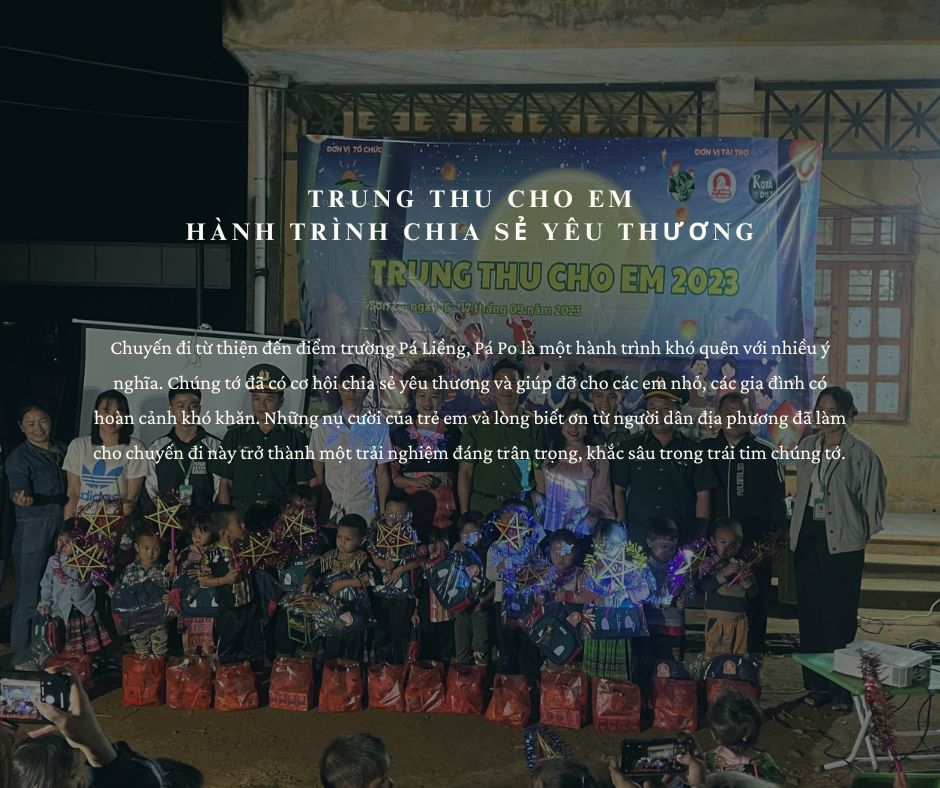 ĐƠN VỊ TỔ CHỨC
ĐƠN VỊ TÀI TRỢ
KOTA
DIET
TRUNG THU CHO EM
HÀNH TRÌNH CHIA SẺ YÊU THƯƠNG
TRUNG THU CHO EM 2023
17 tháng 09 năm 2023
Chuyến đi từ thiện đến điểm trường Pá Liềng, Pá Po là một hành trình khó quên với nhiều ý
nghĩa. Chúng tớ đã có cơ hội chia sẻ yêu thương và giúp đỡ cho các em nhỏ, các gia đình có
hoàn cảnh khó khăn. Những nụ cười của trẻ em và lòng biết ơn từ người dân địa phương đã làm
cho chuyến đi này trở thành một trải nghiệm đáng trân trọng, khắc sâu trong trái tim chúng tớ.
adidas